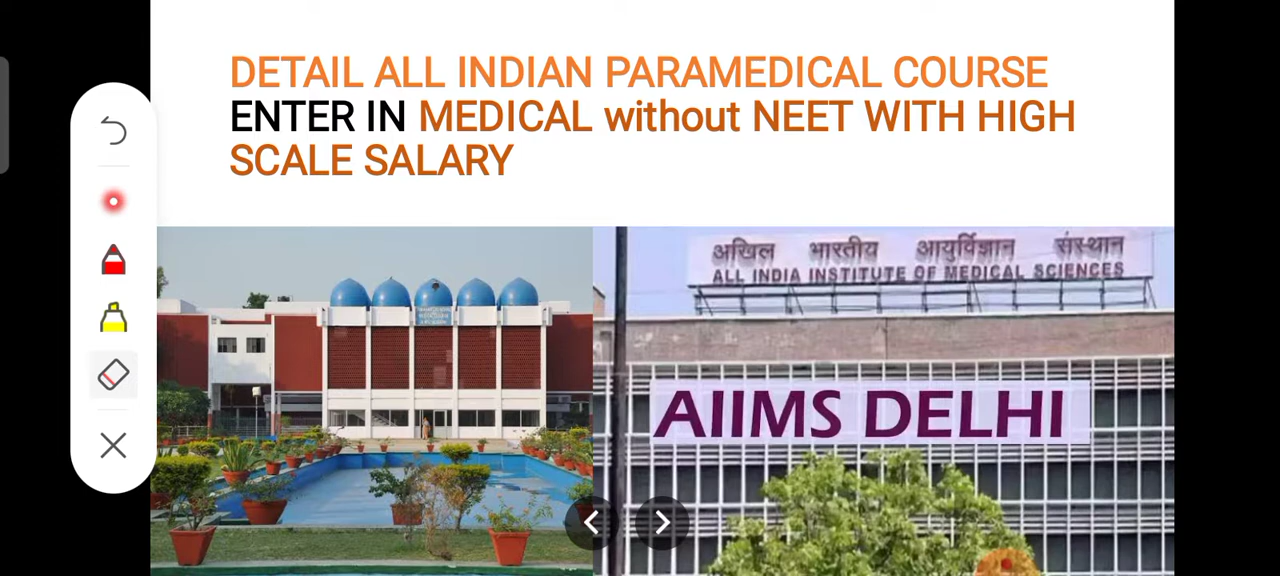 DETAIL ALL INDIAN PARAMEDICAL COURSE
ENTER IN MEDICAL without NEET WITH HIGH
SCALE SALARY
अखिल भारतीय आयुर्विज्ञान संस्थान
ALL INDIA INSTITUTE OF MEDICAL SCIENCES
AIIMS DELHI